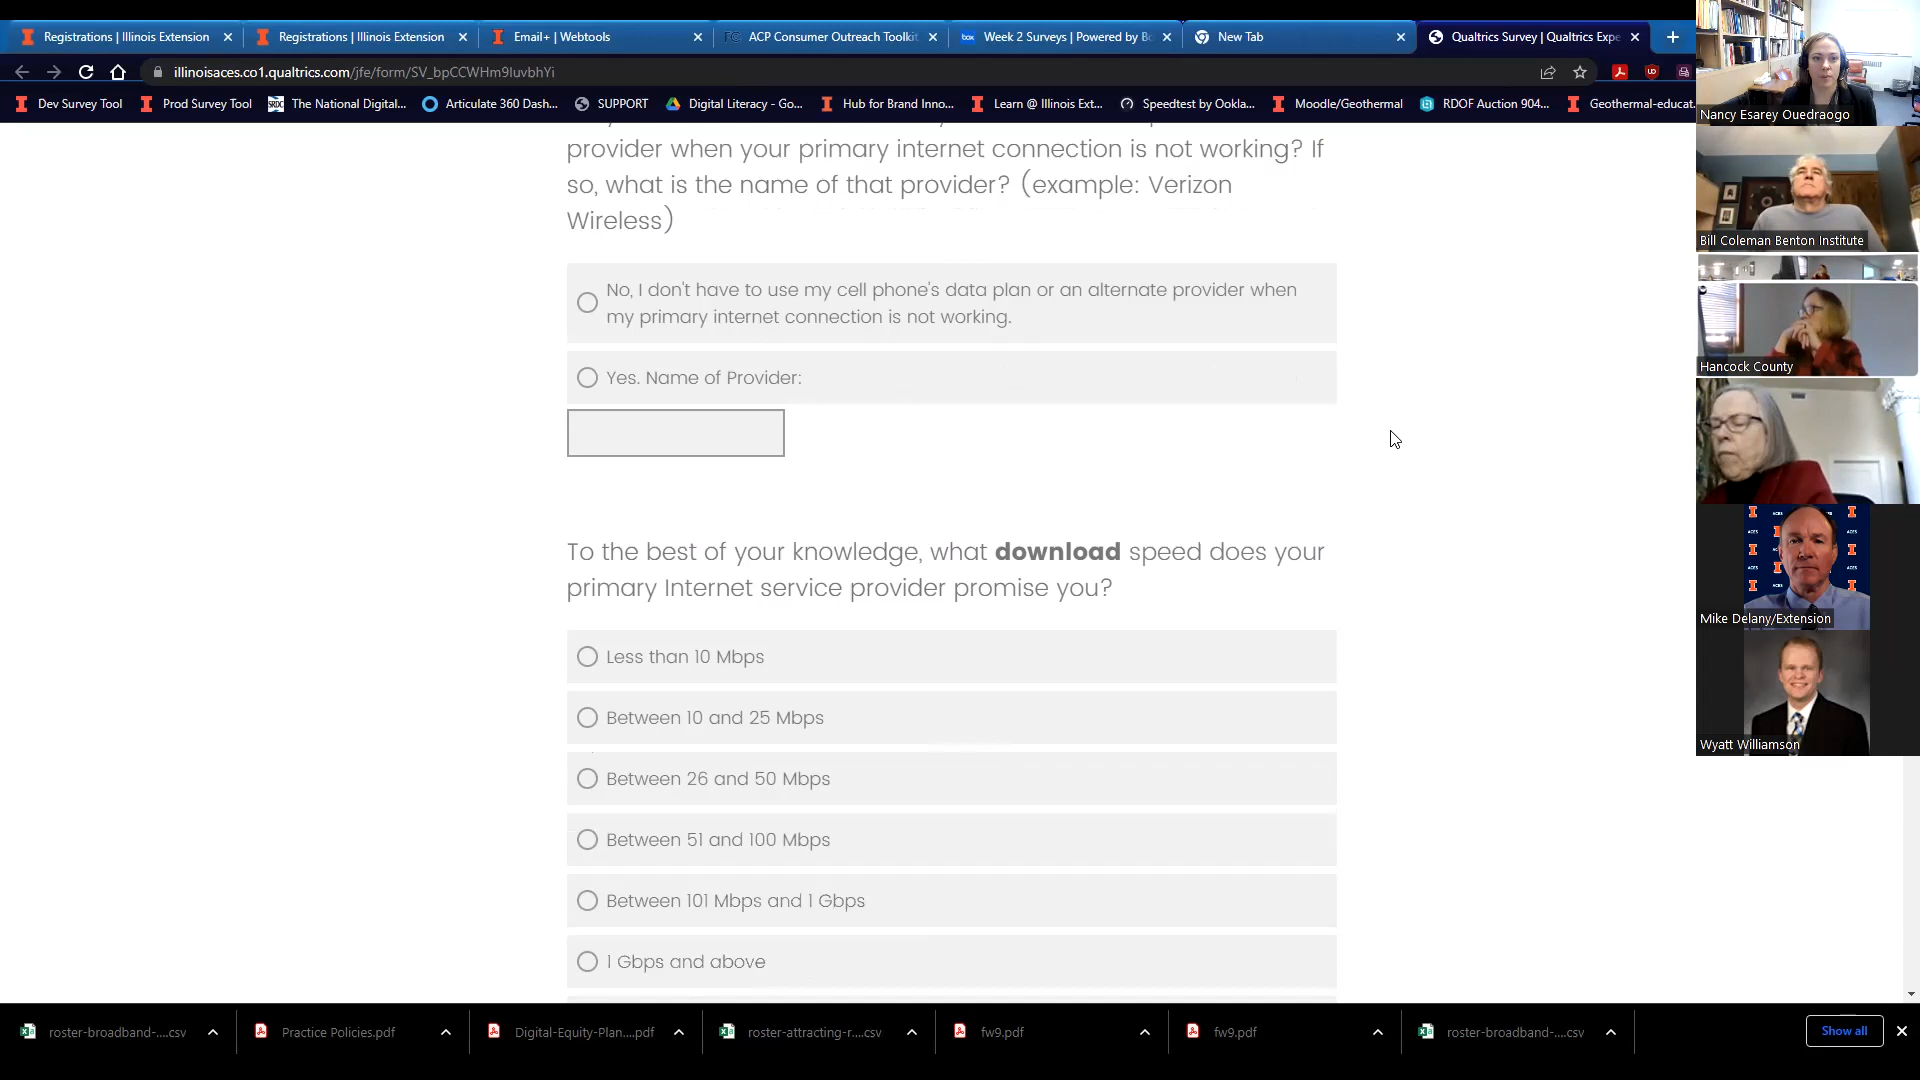 Registrations | Illinois Extension
Registrations | Illinois Extension
Email+ | Webtools
ACP Consumer Outreach Toolkit
Week 2 Surveys | Powered by Bo
New Tab
Qualtrics Survey | Qualtrics Expe
illinoisaces.co1.qualtrics.com/jfe/form/SV_bpCCWHm9IuvbhYi
Dev Survey Tool
Prod Survey Tool
The National Digital...
Articulate 360 Dash...
SUPPORT
Digital Literacy - Go...
Hub for Brand Inno...
Learn @ Illinois Ext...
Speedtest by Ookla...
Moodle/Geothermal
RDOF Auction 904...
Geothermal-educat.
provider when your primary internet connection is not working? If
so, what is the name of that provider? (example: Verizon
Wireless)
No, I don't have to use my cell phone's data plan or an alternate provider when
my primary internet connection is not working.
Yes. Name of Provider:
To the best of your knowledge, what download speed does your
primary Internet service provider promise you?
Less than 10 Mbps
Between 10 and 25 Mbps
Between 26 and 50 Mbps
Between 51 and 100 Mbps
Between 101 Mbps and 1 Gbps
1 Gbps and above
Nancy Esarey Ouedraogo
Bill Coleman Benton Institute
Hancock County
Mike Delany/Extension
Wyatt Williamson
roster-broadband-....csv
Practice Policies.pdf
Digital-Equity-Plan....pdf
roster-attracting-r....csv
fw9.pdf
fw9.pdf
roster-broadband-....csv
Show all